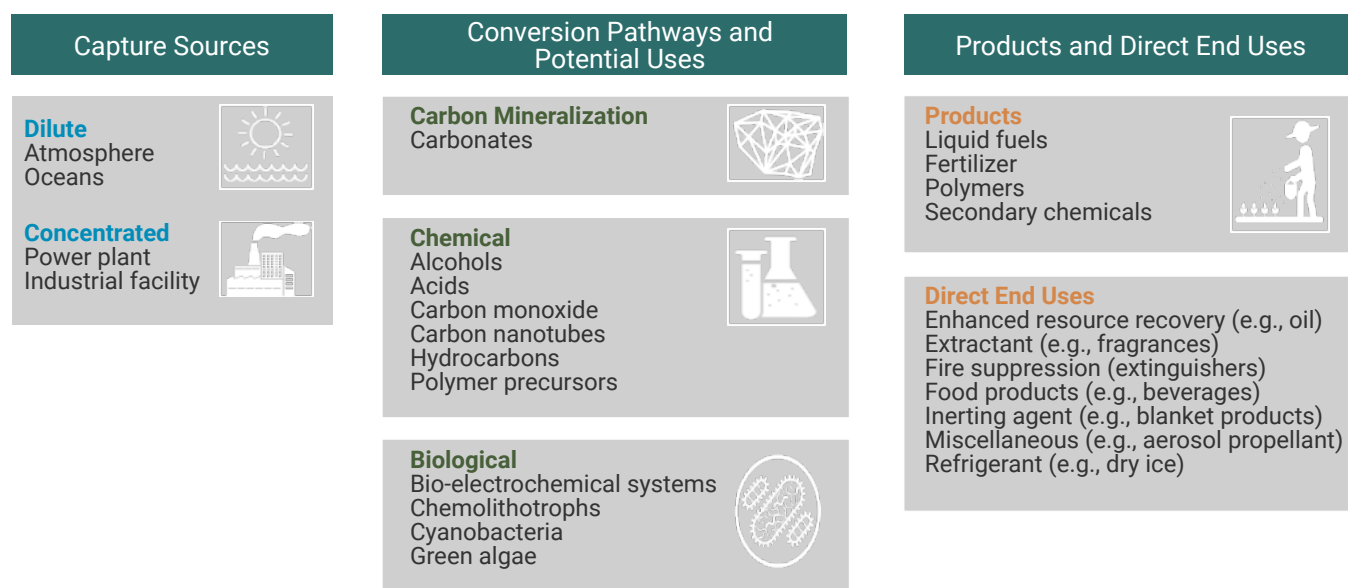 Capture Sources
Dilute
Atmosphere
Oceans
Concentrated
Power plant
Industrial facility
Conversion Pathways and
Potential Uses
Carbon Mineralization
Carbonates
Chemical
Alcohols
Acids
Carbon monoxide
Carbon nanotubes
Hydrocarbons
Polymer precursors
Biological
Bio-electrochemical systems
Chemolithotrophs
Cyanobacteria
Green algae
Products and Direct End Uses
Products
Liquid fuels
Fertilizer
Polymers
Secondary chemicals
Direct End Uses
Enhanced resource recovery (e.g., oil)
Extractant (e.g., fragrances)
Fire suppression (extinguishers)
Food products (e.g., beverages)
Inerting agent (e.g., blanket products)
Miscellaneous (e.g., aerosol propellant)
Refrigerant (e.g., dry ice)